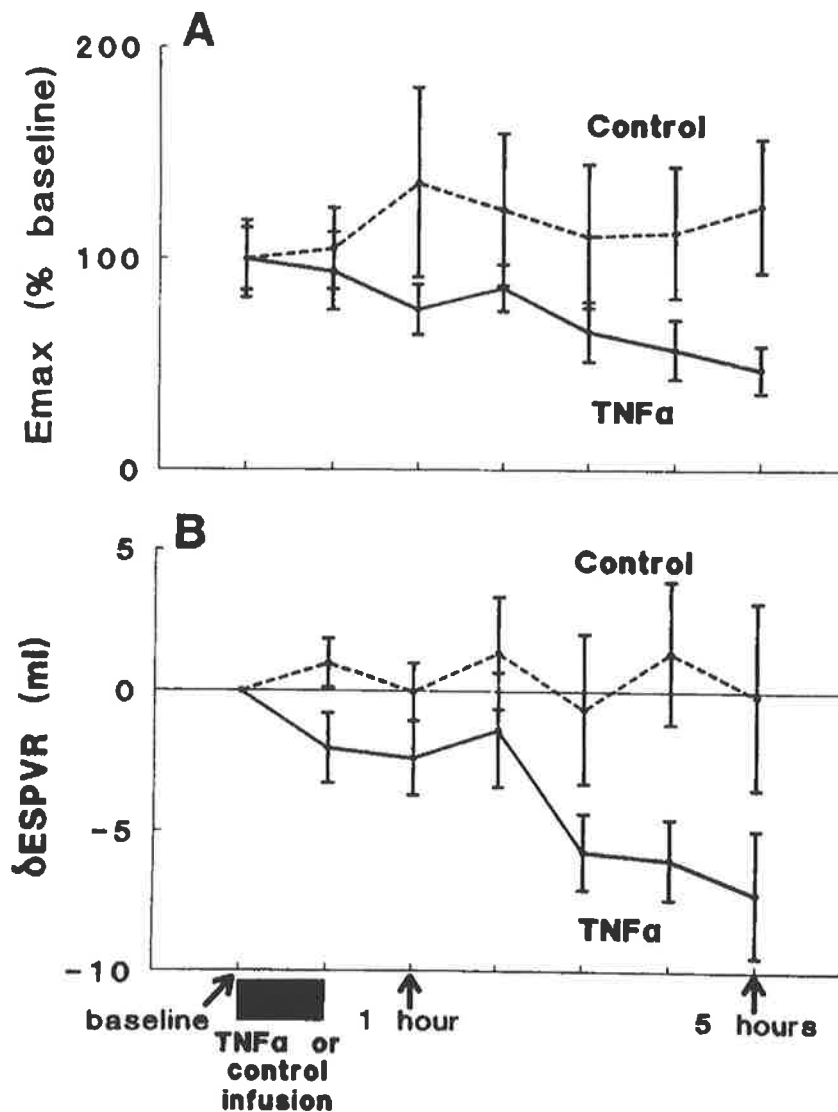 A
200
Emax (% baseline)
Control
100
TNFα
0
B
5
Control
δESPVR (ml)
0
-5
TNFα
-10
baseline
1 hour
5 hours
TNFα or
control
infusion